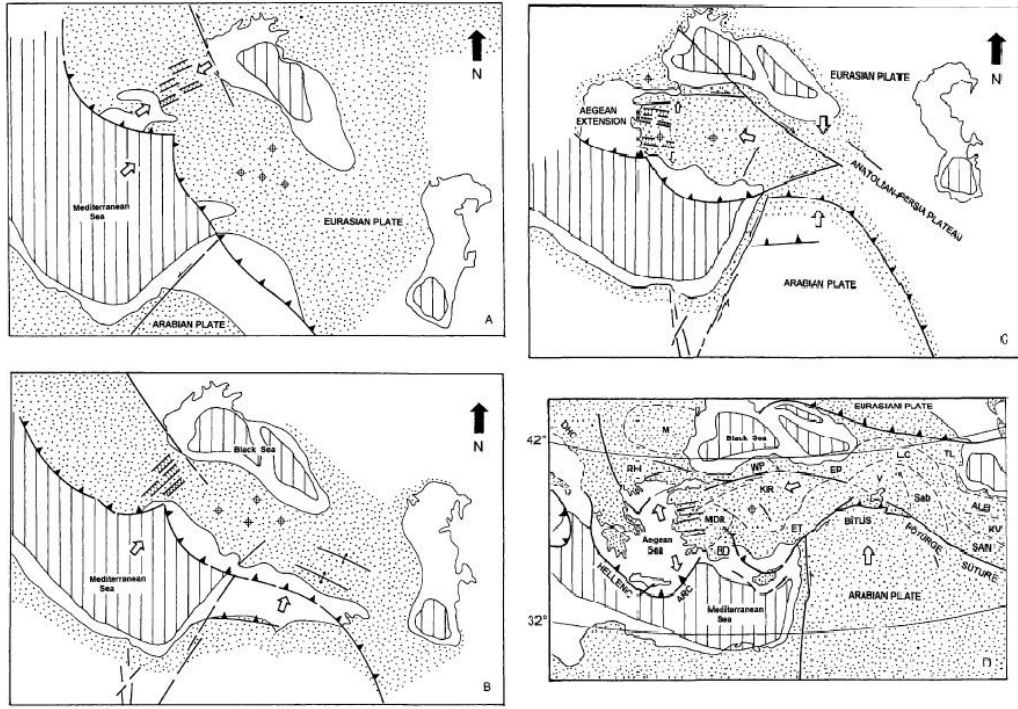 N
Mediterranean
Sea
EURASIAN PLATE
ARABIAN PLATE
A
N
Black Sea
Mediterranean
Sea
B
EURASIAN PLATE
N
AEGEAN
EXTENSION
ANATOLIAN-PERSIA PLATEAU
ARABIAN PLATE
EURASIAN PLATE
42°
M
Black Sea
LC
TL
RH
WP
EP
KIR
V
Sab
ALB
MIDR
ET
BITLIS
PÖTÜRGE
KV
Aegean
Sea
BD
SAN
SUTURE
HELLENIC
ARC
Mediterranean
Sea
ARABIAN PLATE
32°
D